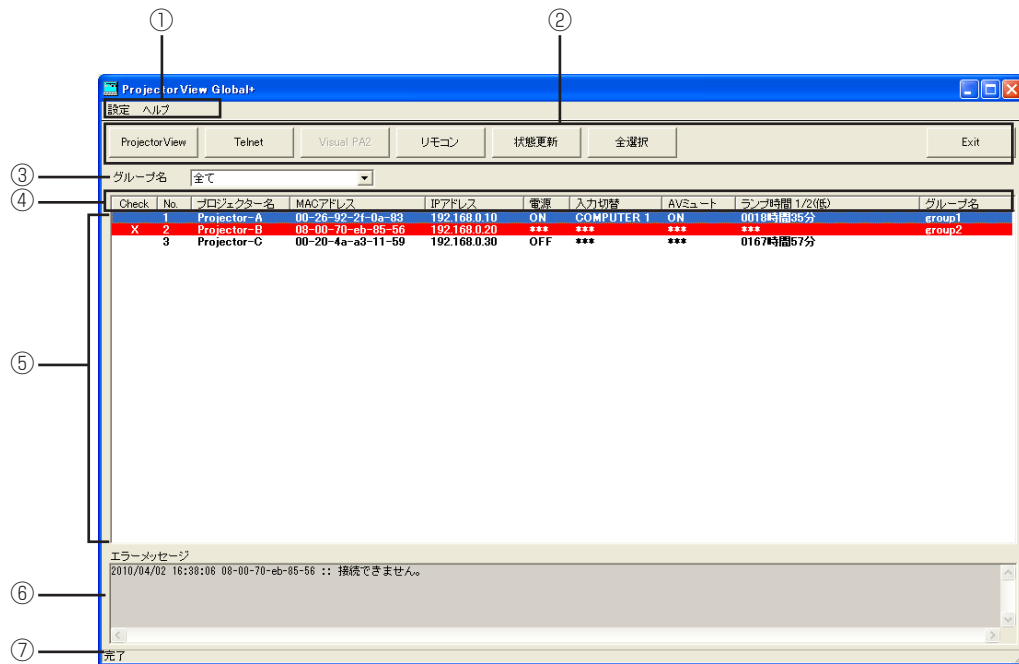 ① ②
ProjectorView Global+
設定 ヘルプ
ProjectorView Telnet Visual PA2 リモコン 状態更新 全選択 Exit
③ グループ名 全て
④ Check No. プロジェクター名 MACアドレス IPアドレス 電源 入力切替 AVミュート ランプ時間 1/2(低) グループ名
1 Projector-A 00-26-92-2f-0a-83 192.168.0.10 ON COMPUTER 1 ON 0018時間35分 group1
X 2 Projector-B 08-00-70-eb-85-56 192.168.0.20 *** *** *** *** group2
3 Projector-C 00-20-4a-a3-11-59 192.168.0.30 OFF *** *** 0167時間57分
⑤
エラーメッセージ
2010/04/02 16:38:06 08-00-70-eb-85-56 :: 接続できません。
⑥
⑦ 完了